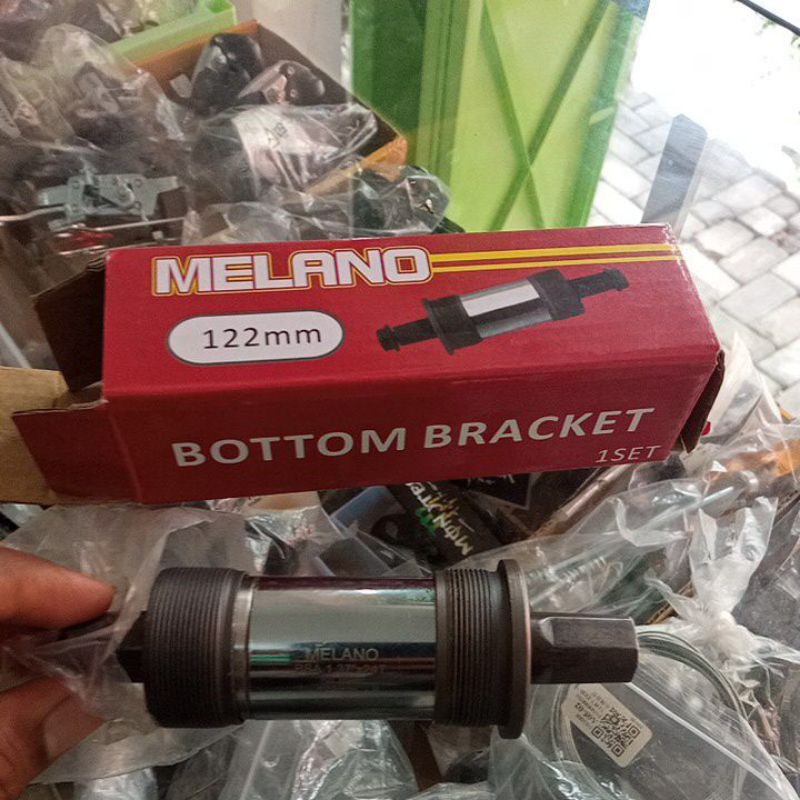 MELANO
122mm
BOTTOM BRACKET
1SET
MELANO